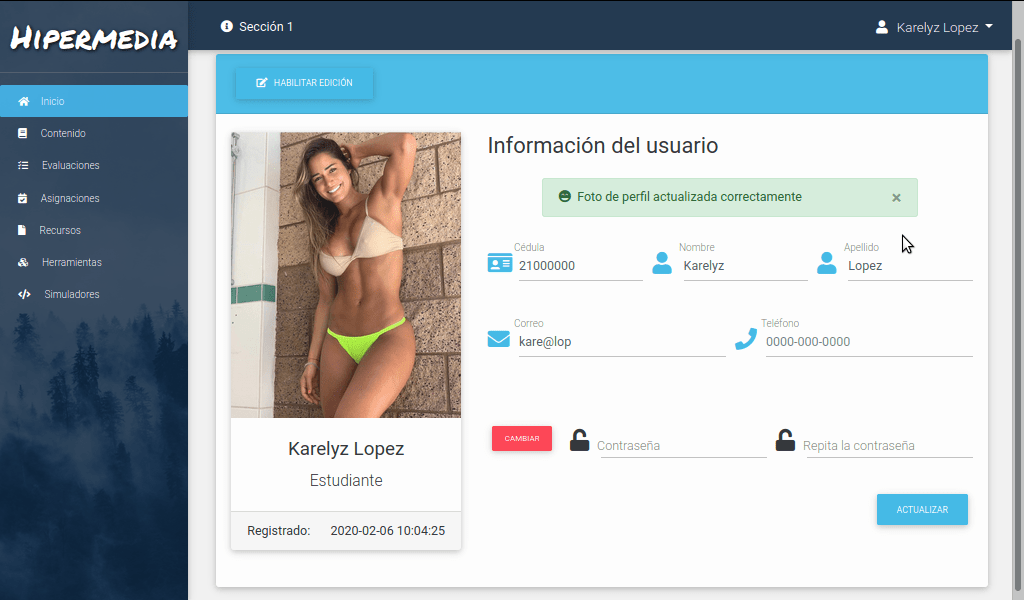 Hipermedia
Sección 1
Karelyz Lopez
Inicio
Contenido
Evaluaciones
Asignaciones
Recursos
Herramientas
Simuladores
HABILITAR EDICIÓN
Karelyz Lopez
Estudiante
Registrado: 2020-02-06 10:04:25
Información del usuario
Foto de perfil actualizada correctamente ×
Cédula Nombre Apellido
21000000 Karelyz Lopez
Correo Teléfono
kare@lop 0000-000-0000
CAMBIAR Contraseña Repita la contraseña
ACTUALIZAR